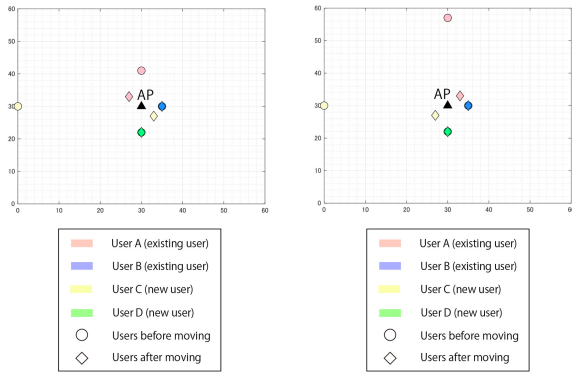 60
50
40
30
20
10
0
0 10 20 30 40 50 60
AP
User A (existing user)
User B (existing user)
User C (new user)
User D (new user)
Users before moving
Users after moving
60
50
40
30
20
10
0
0 10 20 30 40 50 60
AP
User A (existing user)
User B (existing user)
User C (new user)
User D (new user)
Users before moving
Users after moving